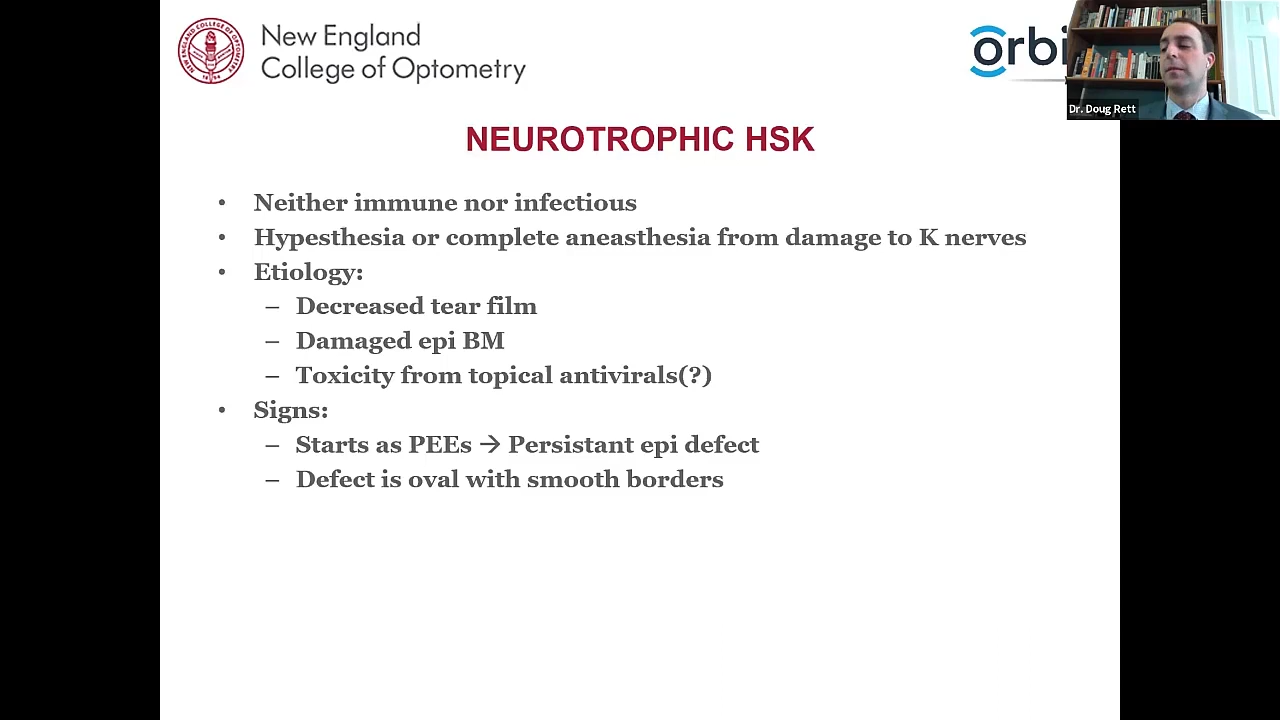 New England
College of Optometry
orbi
Dr. Doug Rett
NEUROTROPHIC HSK
• Neither immune nor infectious
• Hypesthesia or complete aneasthesia from damage to K nerves
• Etiology:
– Decreased tear film
– Damaged epi BM
– Toxicity from topical antivirals(?)
• Signs:
– Starts as PEEs → Persistant epi defect
– Defect is oval with smooth borders